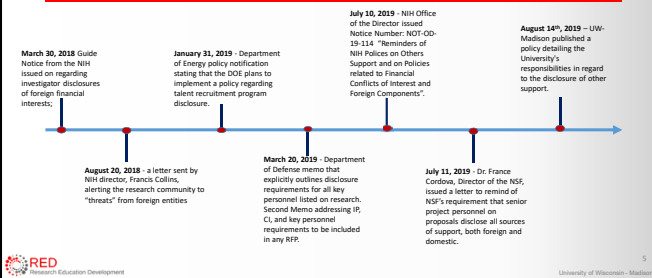 March 30, 2018 Guide
Notice from the NIH
issued on regarding
investigator disclosures
of foreign financial
interests;
August 20, 2018 - a letter sent by
NIH director, Francis Collins,
alerting the research community to
"threats" from foreign entities
January 31, 2019 - Department
of Energy policy notification
stating that the DOE plans to
implement a policy regarding
talent recruitment program
disclosure.
March 20, 2019 - Department
of Defense memo that
explicitly outlines disclosure
requirements for all key
personnel listed on research.
Second Memo addressing IP,
CI, and key personnel
requirements to be included
in any RFP.
July 10, 2019 - NIH Office
of the Director issued
Notice Number: NOT-OD-
19-114 "Reminders of
NIH Polices on Others
Support and on Policies
related to Financial
Conflicts of Interest and
Foreign Components".
July 11, 2019 - Dr. France
Cordova, Director of the NSF,
issued a letter to remind of
NSF's requirement that senior
project personnel on
proposals disclose all sources
of support, both foreign and
domestic.
August 14th, 2019 – UW-
Madison published a
policy detailing the
University's
responsibilities in regard
to the disclosure of other
support.
RED
Research Education Development
5
University of Wisconsin - Madison